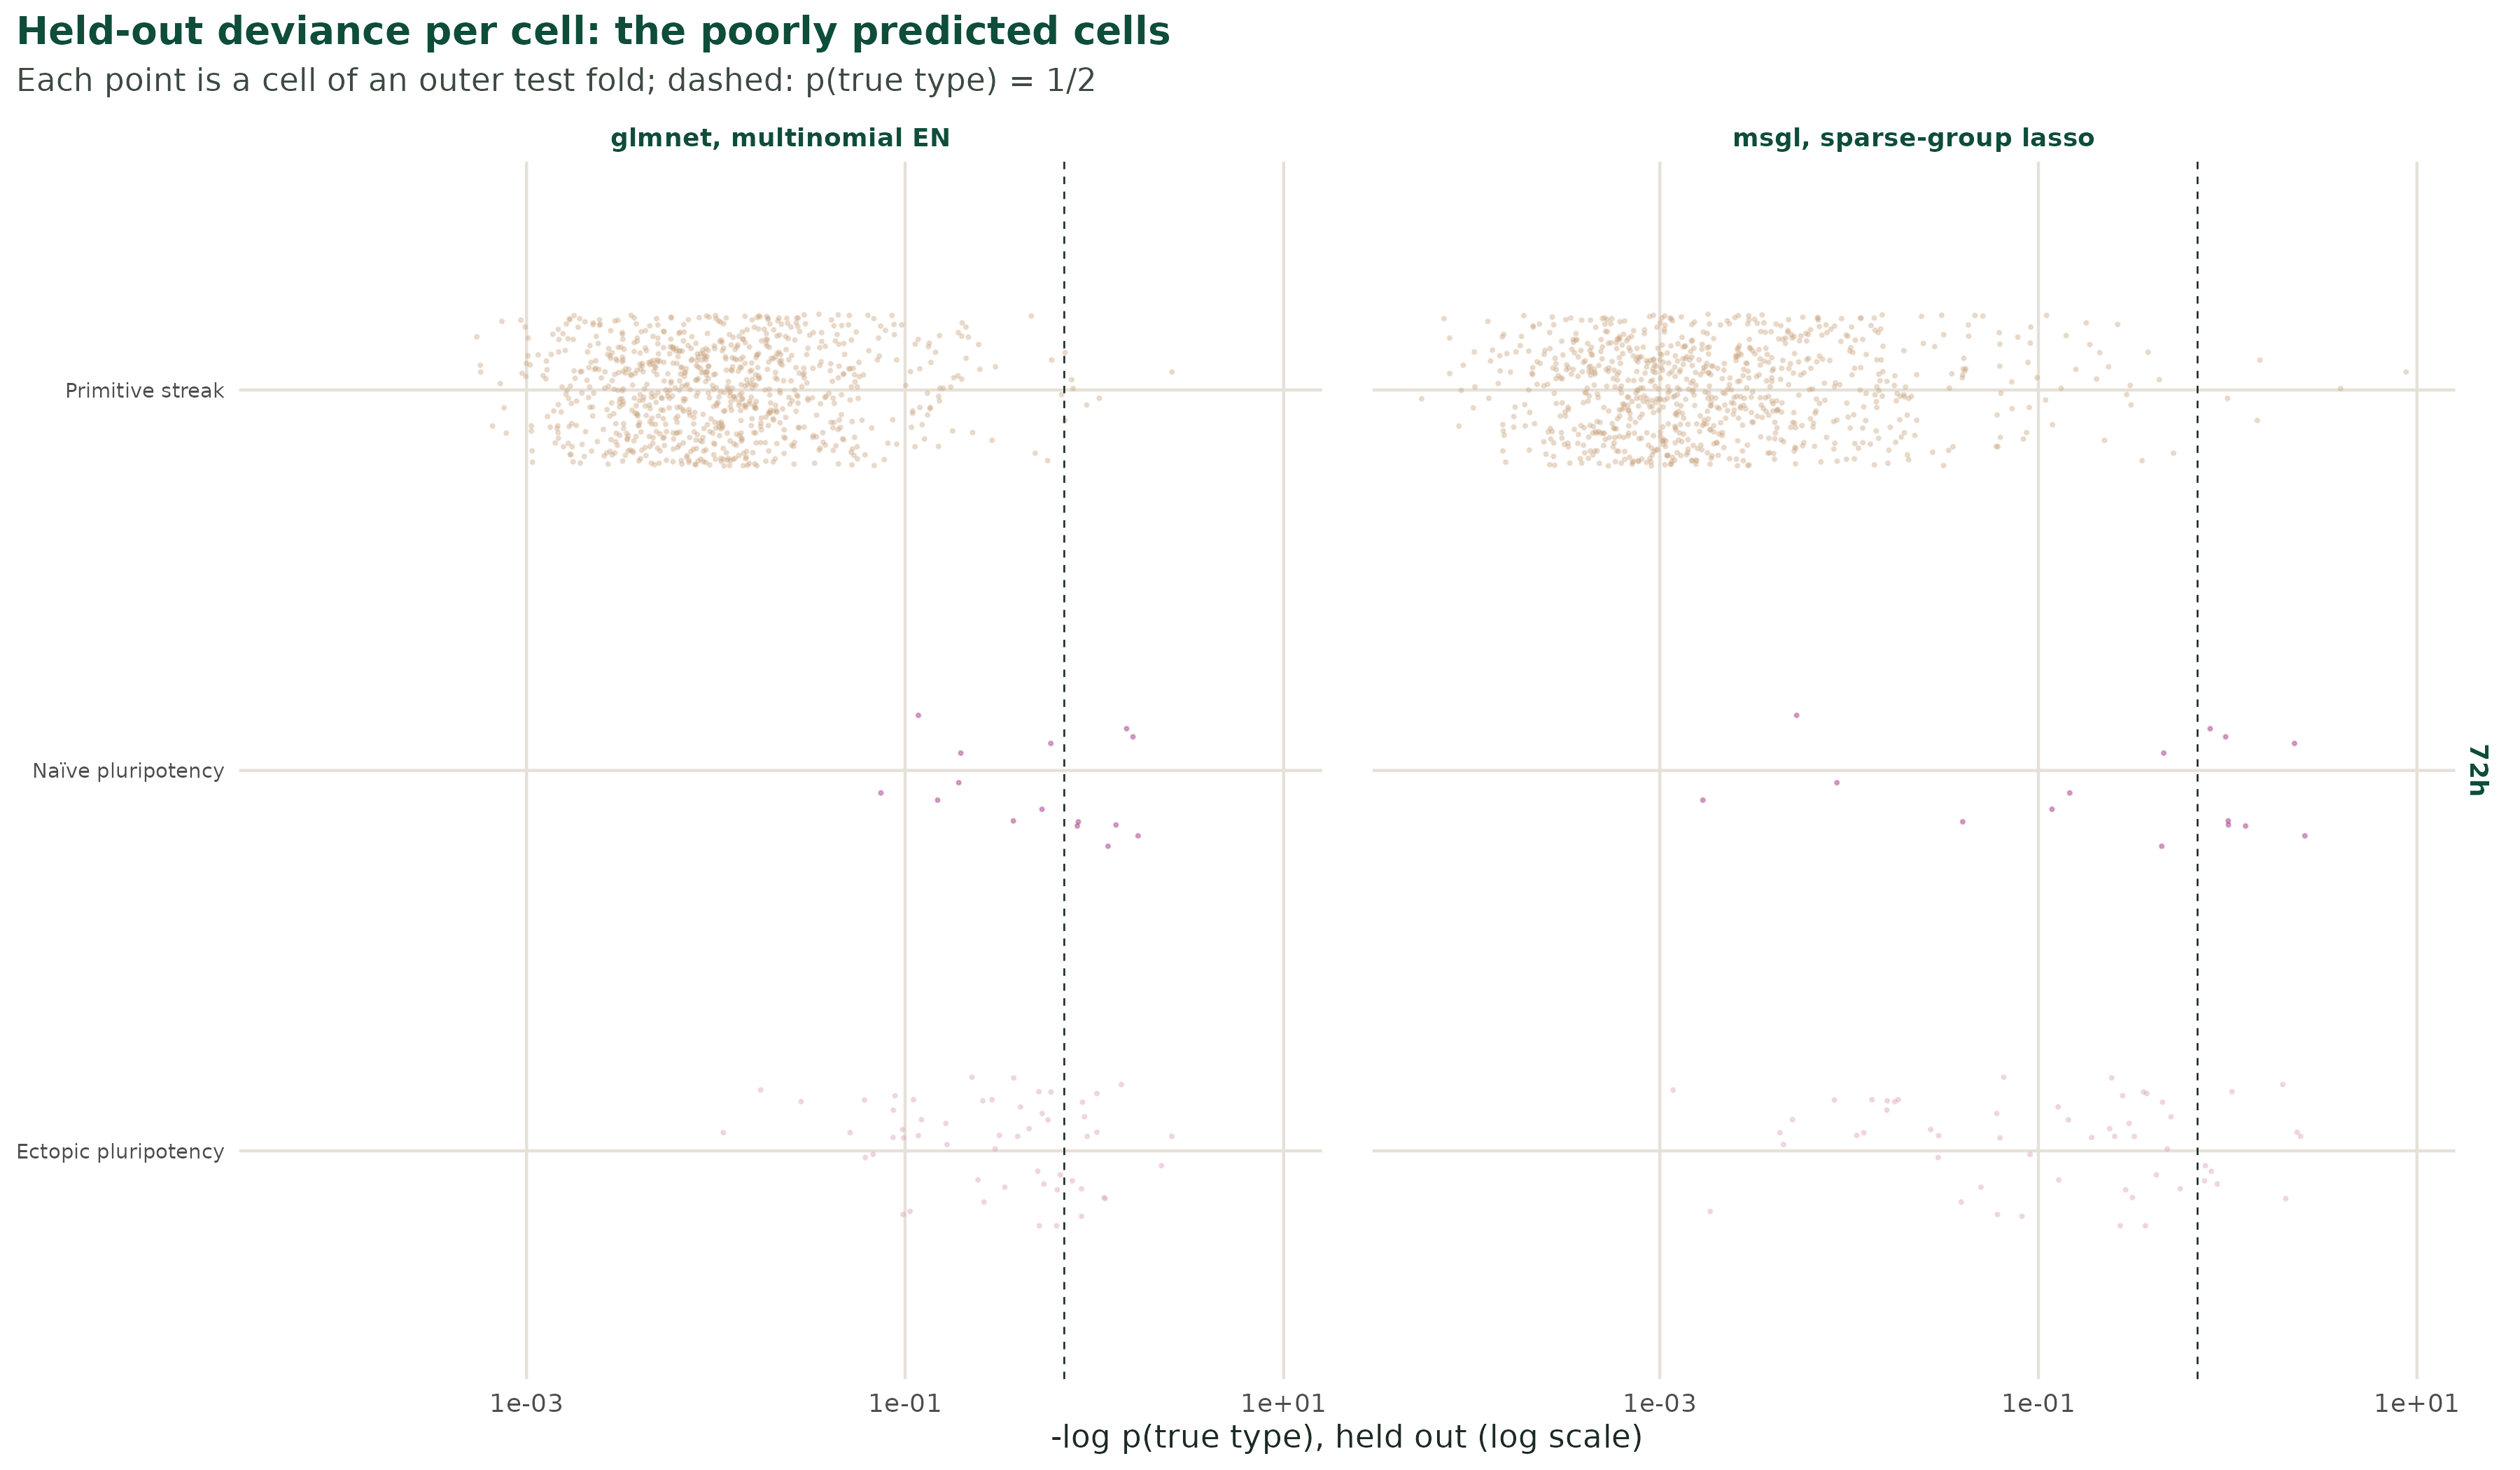 Held-out deviance per cell: the poorly predicted cells
Each point is a cell of an outer test fold; dashed: p(true type) = 1/2
glmnet, multinomial EN
msgl, sparse-group lasso
Primitive streak
Naïve pluripotency
Ectopic pluripotency
72h
1e-03
1e-01
1e+01
1e-03
1e-01
1e+01
-log p(true type), held out (log scale)